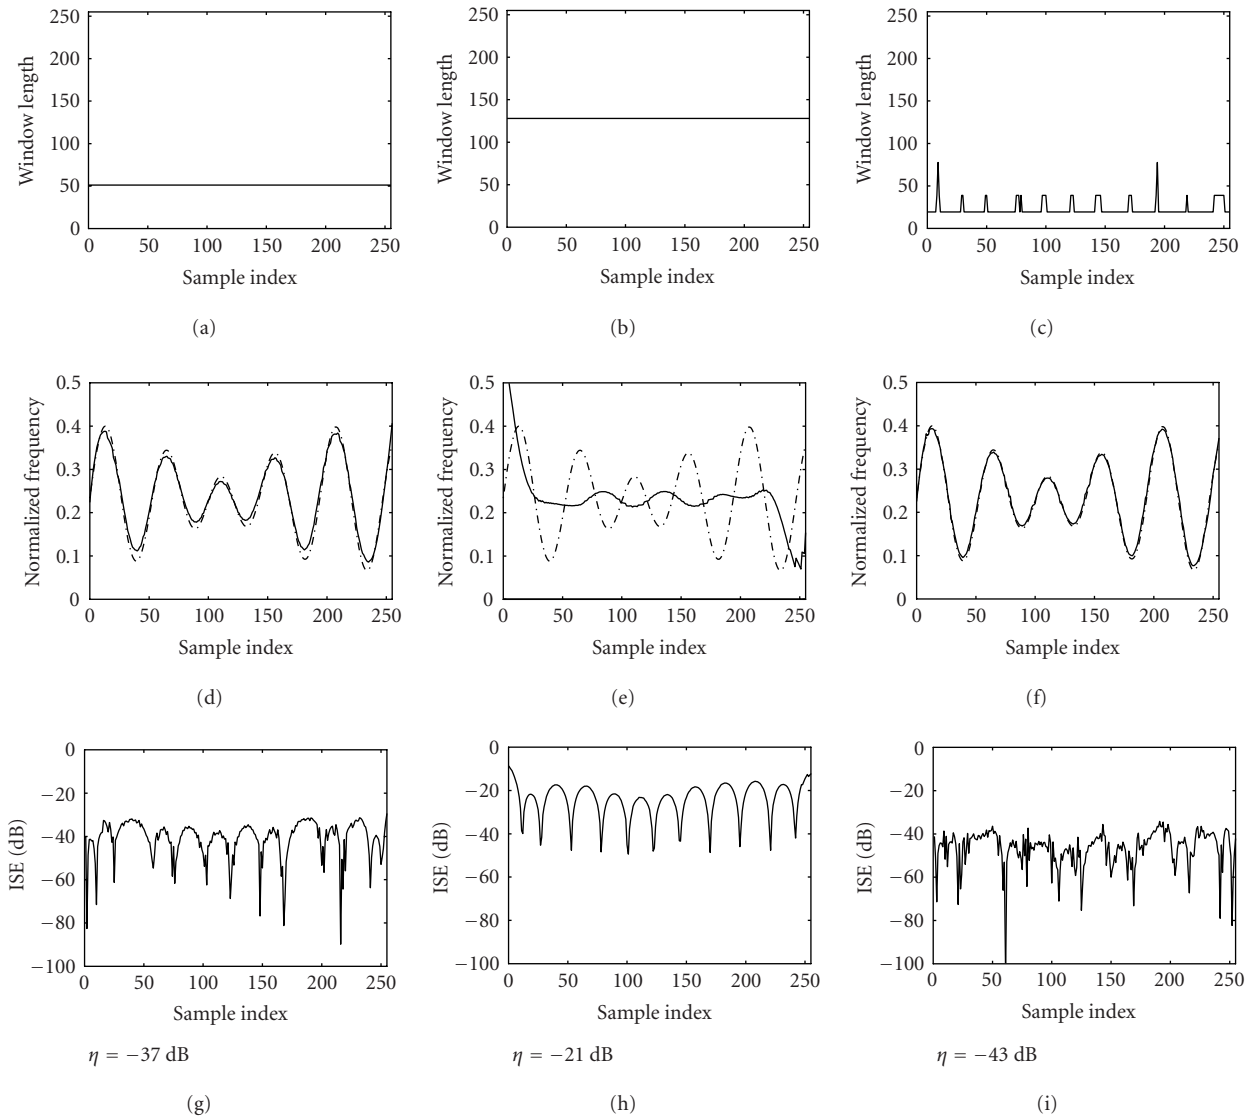 250
200
150
100
50
0
Window length
0 50 100 150 200 250
Sample index
(a)
250
200
150
100
50
0
Window length
0 50 100 150 200 250
Sample index
(b)
250
200
150
100
50
0
Window length
0 50 100 150 200 250
Sample index
(c)
0.5
0.4
0.3
0.2
0.1
0
Normalized frequency
0 50 100 150 200 250
Sample index
(d)
0.5
0.4
0.3
0.2
0.1
0
Normalized frequency
0 50 100 150 200 250
Sample index
(e)
0.5
0.4
0.3
0.2
0.1
0
Normalized frequency
0 50 100 150 200 250
Sample index
(f)
0
−20
−40
−60
−80
−100
ISE (dB)
0 50 100 150 200 250
Sample index
η = −37 dB
(g)
0
−20
−40
−60
−80
−100
ISE (dB)
0 50 100 150 200 250
Sample index
η = −21 dB
(h)
0
−20
−40
−60
−80
−100
ISE (dB)
0 50 100 150 200 250
Sample index
η = −43 dB
(i)